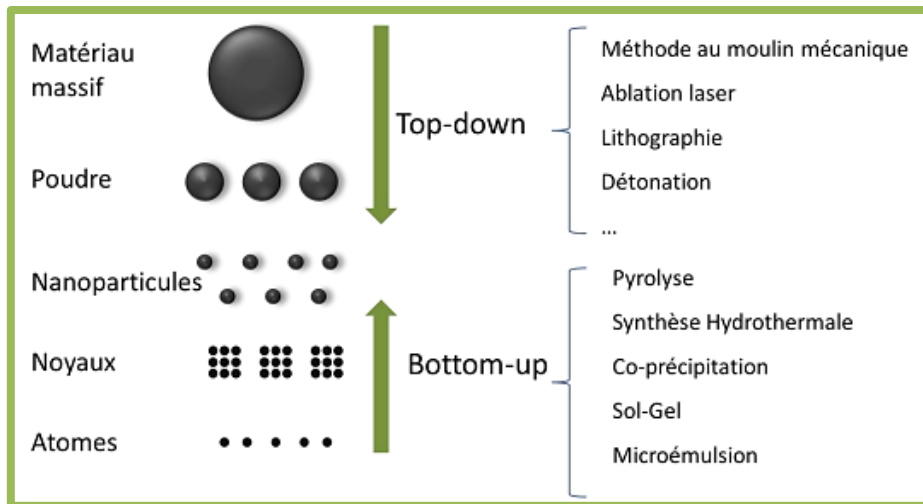 Matériau
massif
Poudre
Nanoparticules
Noyaux
Atomes
Top-down
Bottom-up
Méthode au moulin mécanique
Ablation laser
Lithographie
Détonation
...
Pyrolyse
Synthèse Hydrothermale
Co-précipitation
Sol-Gel
Microémulsion